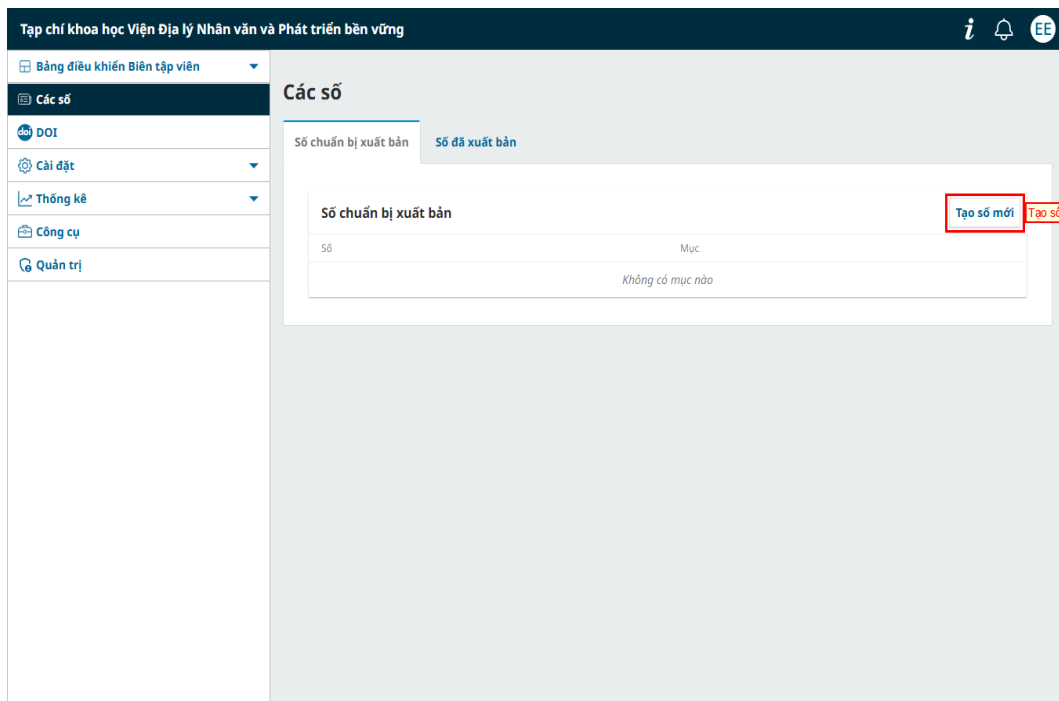 Tạp chí khoa học Viện Địa lý Nhân văn và Phát triển bền vững
i
EE
Bảng điều khiển Biên tập viên
Các số
doi DOI
Cài đặt
Thống kê
Công cụ
Quản trị
Các số
Số chuẩn bị xuất bản
Số đã xuất bản
Số chuẩn bị xuất bản
Tạo số mới
Tạo số
Số
Mục
Không có mục nào